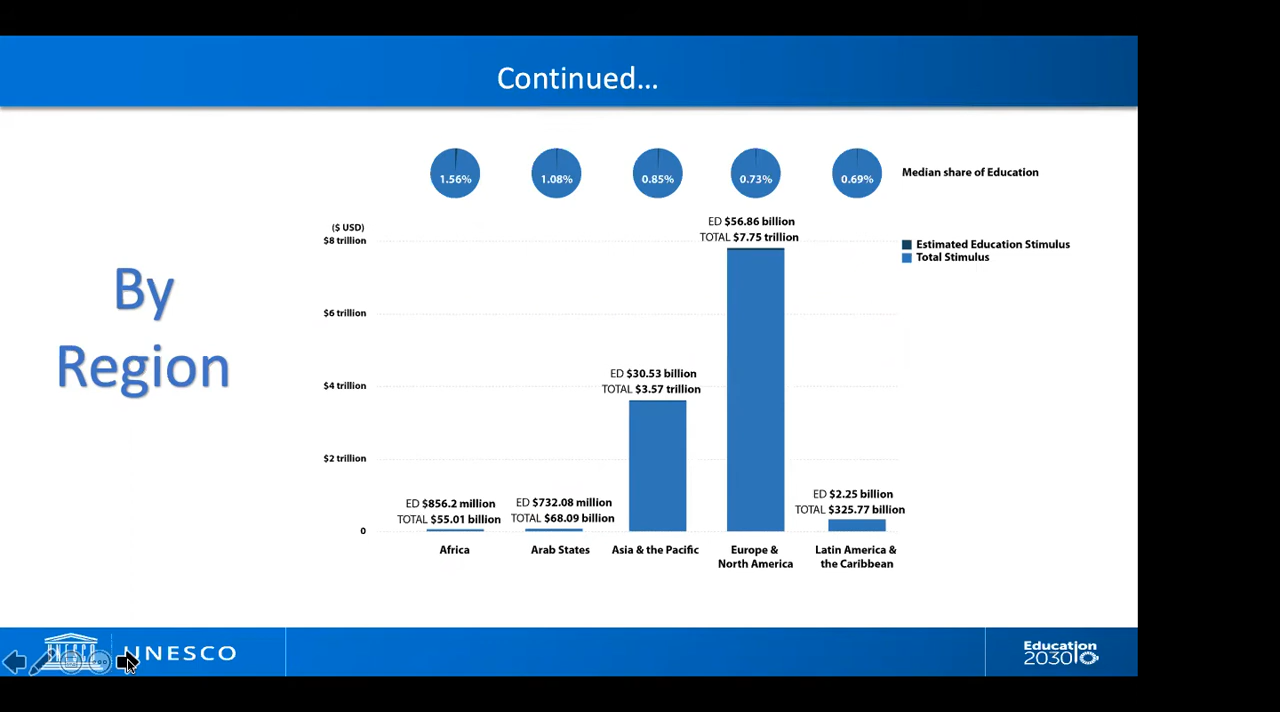 Continued...
1.56%
1.08%
0.85%
0.73%
0.69%
Median share of Education
ED $56.86 billion
TOTAL $7.75 trillion
($ USD)
$8 trillion
Estimated Education Stimulus
Total Stimulus
By
Region
$6 trillion
ED $30.53 billion
TOTAL $3.57 trillion
$4 trillion
$2 trillion
ED $856.2 million
TOTAL $55.01 billion
ED $732.08 million
TOTAL $68.09 billion
ED $2.25 billion
TOTAL $325.77 billion
0
Africa
Arab States
Asia & the Pacific
Europe &
North America
Latin America &
the Caribbean
UNESCO
UNESCO
Education
2030